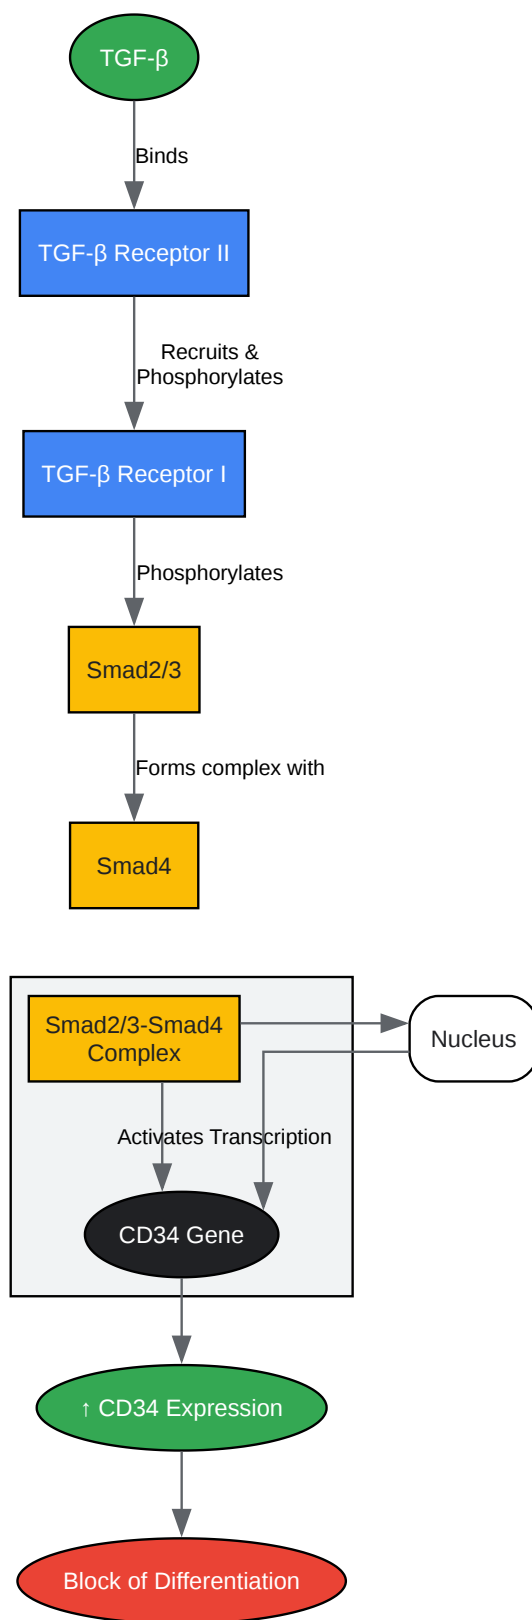 TGF-β
Binds
TGF-β Receptor II
Recruits &
Phosphorylates
TGF-β Receptor I
Phosphorylates
Smad2/3
Forms complex with
Smad4
Smad2/3-Smad4
Complex
Nucleus
Activates Transcription
CD34 Gene
↑ CD34 Expression
Block of Differentiation